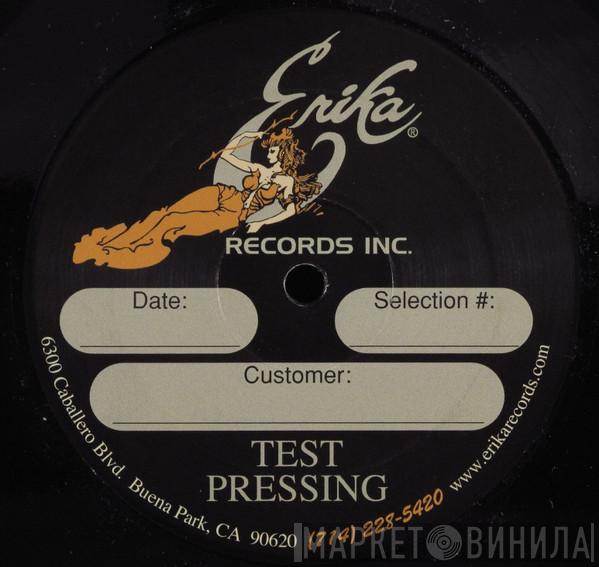 Erika®
RECORDS INC.
Date:
Selection #:
Customer:
TEST
PRESSING
6300 Caballero Blvd. Buena Park, CA 90620 (714) 228-5420 www.erikarecords.com
МАРКЕТ ВИНИЛА